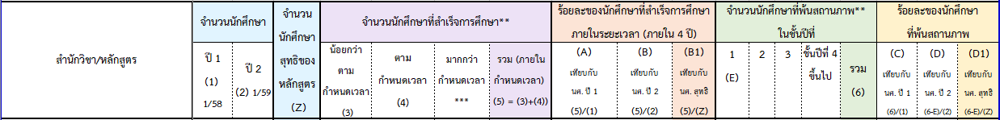 สำนักวิชา/หลักสูตร
จำนวนนักศึกษา
ปี 1
(1)
1/58
ปี 2
(2) 1/59
จำนวน
นักศึกษา
สุทธิของ
หลักสูตร
(Z)
จำนวนนักศึกษาที่สำเร็จการศึกษา**
น้อยกว่า
ตาม
กำหนดเวลา
(3)
ตาม
กำหนดเวลา
(4)
มากกว่า
กำหนดเวลา
***
รวม (ภายใน
กำหนดเวลา)
(5) = (3)+(4))
ร้อยละของนักศึกษาที่สำเร็จการศึกษา
ภายในระยะเวลา (ภายใน 4 ปี)
(A)
เทียบกับ
นศ. ปี 1
(5)/(1)
(B)
เทียบกับ
นศ. ปี 2
(5)/(2)
(B1)
เทียบกับ
นศ. สุทธิ
(5)/(Z)
จำนวนนักศึกษาที่พ้นสถานภาพ**
ในชั้นปีที่
1
(E)
2
3
ชั้นปีที่ 4
ขึ้นไป
รวม
(6)
ร้อยละของนักศึกษา
ที่พ้นสถานภาพ
(C)
เทียบกับ
นศ. ปี 1
(6)/(1)
(D)
เทียบกับ
นศ. ปี 2
(6-E)/(2)
(D1)
เทียบกับ
นศ. สุทธิ
(6-E)/(Z)